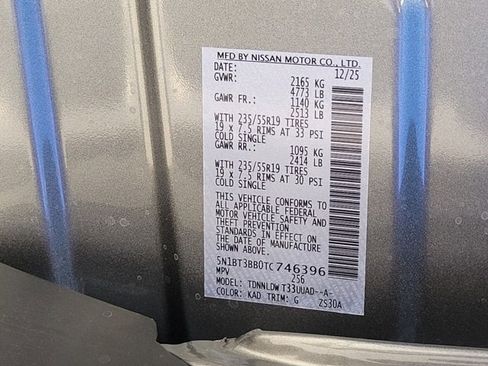 MFD BY NISSAN MOTOR CO., LTD.
DATE: 12/25
GVWR: 2165 KG
4773 LB
GAWR FR.: 1140 KG
2513 LB
WITH 235/55R19 TIRES
19 x 7.5 RIMS AT 33 PSI
COLD SINGLE
GAWR RR.: 1095 KG
2414 LB
WITH 235/55R19 TIRES
19 x 7.5 RIMS AT 30 PSI
COLD SINGLE
THIS VEHICLE CONFORMS TO
ALL APPLICABLE FEDERAL
MOTOR VEHICLE SAFETY AND
THEFT PREVENTION
STANDARDS IN EFFECT ON
THE DATE OF MANUFACTURE
SHOWN ABOVE.
5N1BT3BB0TC746396
MPV 256
MODEL: TDNNLDW T33UUAD--A-
COLOR: KAD TRIM: G ZS30A